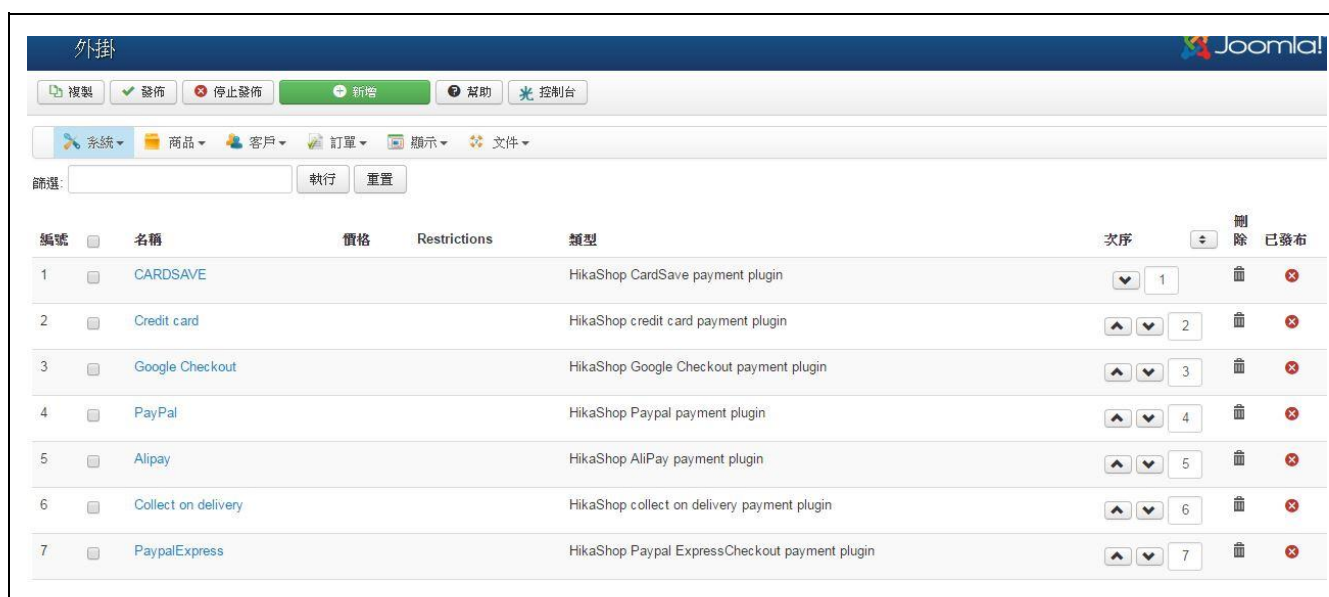 外掛 Joomla!
複製 發佈 停止發佈 新增 幫助 控制台
系統 商品 客戶 訂單 顯示 文件
篩選: 執行 重置
編號 名稱 價格 Restrictions 類型 次序 刪除 已發布
1 CARDSAVE HikaShop CardSave payment plugin 1
2 Credit card HikaShop credit card payment plugin 2
3 Google Checkout HikaShop Google Checkout payment plugin 3
4 PayPal HikaShop Paypal payment plugin 4
5 Alipay HikaShop AliPay payment plugin 5
6 Collect on delivery HikaShop collect on delivery payment plugin 6
7 PaypalExpress HikaShop Paypal ExpressCheckout payment plugin 7